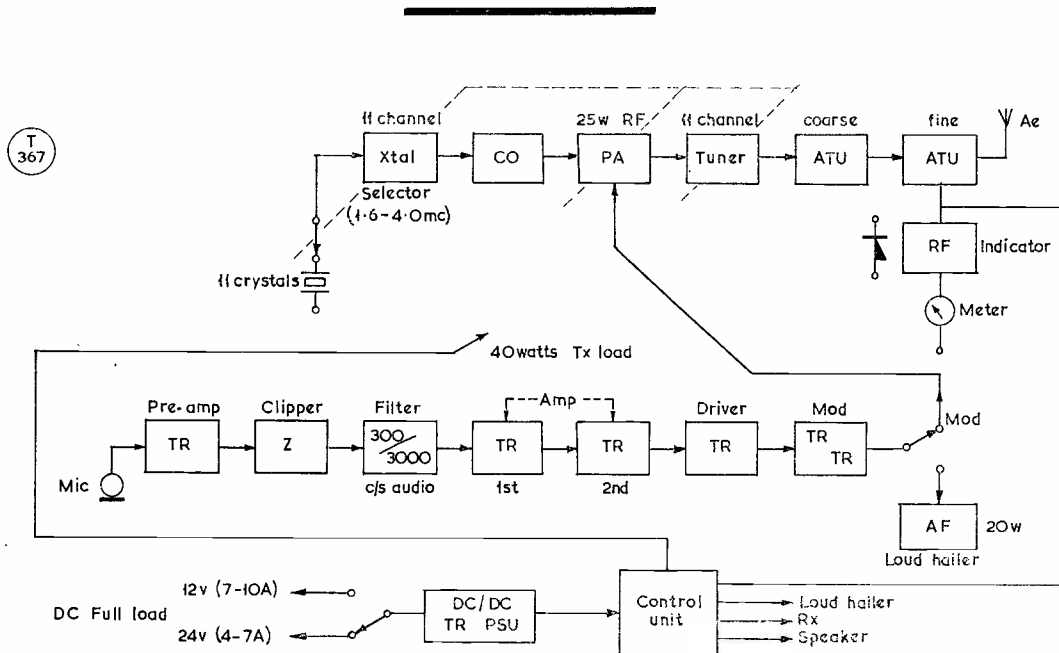 T
367
11 channel
25w RF
11 channel
coarse
fine
Ae
Xtal
CO
PA
Tuner
ATU
ATU
Selector
(1·6-4·0mc)
11 crystals
RF
Indicator
Meter
40watts Tx load
Pre-amp
Clipper
Filter
Amp
Driver
Mod
Mod
TR
Z
300
3000
TR
TR
TR
TR
TR
Mic
c/s audio
1st
2nd
AF
20w
Loud hailer
12v (7-10A)
DC Full load
24v (4-7A)
DC/DC
TR PSU
Control
unit
Loud hailer
Rx
Speaker